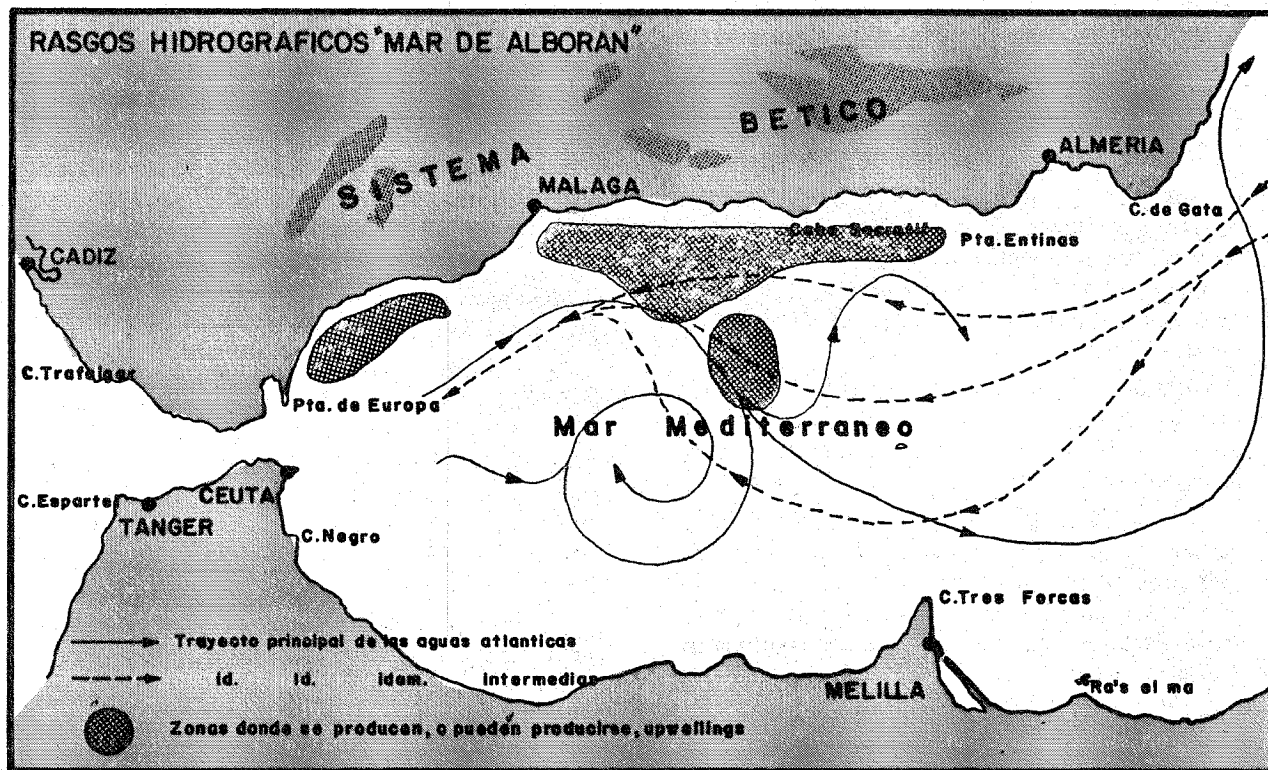 RASGOS HIDROGRAFICOS "MAR DE ALBORAN"
BETICO
SISTEMA
ALMERIA
MALAGA
C. de Gata
Cabo Sacratif
Pta. Entinas
CADIZ
C. Trafalgar
Pta. de Europa
Mar Mediterraneo
C. Espartel
CEUTA
TANGER
C. Negro
C. Tres Forcas
Trayecto principal de las aguas atlanticas
id. id. idem. intermedias
MELILLA
Ra's el ma
Zonas donde se producen, o pueden producirse, upwellings